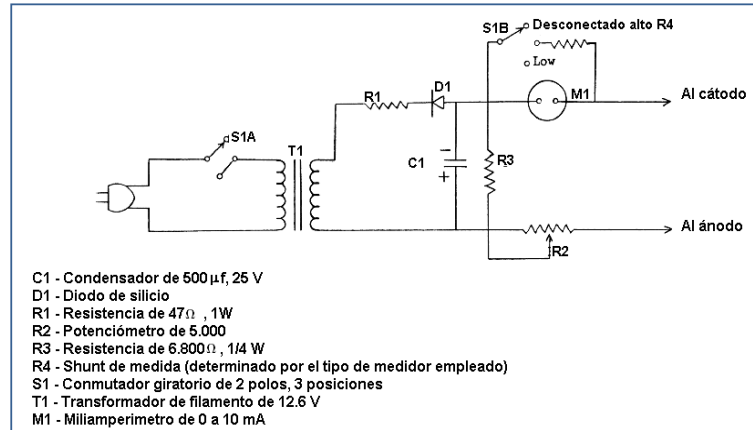 S1B
Desconectado alto R4
Low
R1
D1
M1
Al cátodo
S1A
T1
C1
R3
Al ánodo
R2
C1 - Condensador de 500 µf, 25 V
D1 - Diodo de silicio
R1 - Resistencia de 47Ω , 1W
R2 - Potenciómetro de 5.000
R3 - Resistencia de 6.800Ω , 1/4 W
R4 - Shunt de medida (determinado por el tipo de medidor empleado)
S1 - Conmutador giratorio de 2 polos, 3 posiciones
T1 - Transformador de filamento de 12.6 V
M1 - Miliamperimetro de 0 a 10 mA